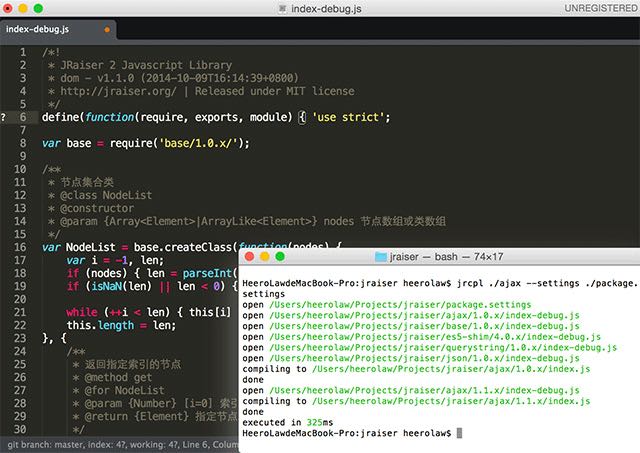 index-debug.js
UNREGISTERED
index-debug.js
1 /*!
2 * JRaiser 2 Javascript Library
3 * dom - v1.1.0 (2014-10-09T16:14:39+0800)
4 * http://jraiser.org/ | Released under MIT license
5 */
? 6 define(function(require, exports, module) { 'use strict';
7
8 var base = require('base/1.0.x/');
9
10 /**
11 * 节点集合类
12 * @class NodeList
13 * @constructor
14 * @param {Array<Element>|ArrayLike<Element>} nodes 节点数组或类数组
15 */
16 var NodeList = base.createClass(function(nodes) {
17 var i = -1, len;
18 if (nodes) { len = parseInt(
19 if (isNaN(len) || len < 0) {
20
21 while (++i < len) { this[i]
22 this.length = len;
23 }, {
24 /**
25 * 返回指定索引的节点
26 * @method get
27 * @for NodeList
28 * @param {Number} [i=0] 索引
29 * @return {Element} 指定节点
30 */
git branch: master, index: 4?, working: 4?, Line 6, Colum
jraiser — bash — 74×17
HeeroLawdeMacBook-Pro:jraiser heerolaw$ jrcpl ./ajax --settings ./package.
settings
open /Users/heerolaw/Projects/jraiser/package.settings
open /Users/heerolaw/Projects/jraiser/ajax/1.0.x/index-debug.js
open /Users/heerolaw/Projects/jraiser/base/1.0.x/index-debug.js
open /Users/heerolaw/Projects/jraiser/es5-shim/4.0.x/index-debug.js
open /Users/heerolaw/Projects/jraiser/querystring/1.0.x/index-debug.js
open /Users/heerolaw/Projects/jraiser/json/1.0.x/index-debug.js
compiling to /Users/heerolaw/Projects/jraiser/ajax/1.0.x/index.js
done
open /Users/heerolaw/Projects/jraiser/ajax/1.1.x/index-debug.js
compiling to /Users/heerolaw/Projects/jraiser/ajax/1.1.x/index.js
done
executed in 325ms
HeeroLawdeMacBook-Pro:jraiser heerolaw$